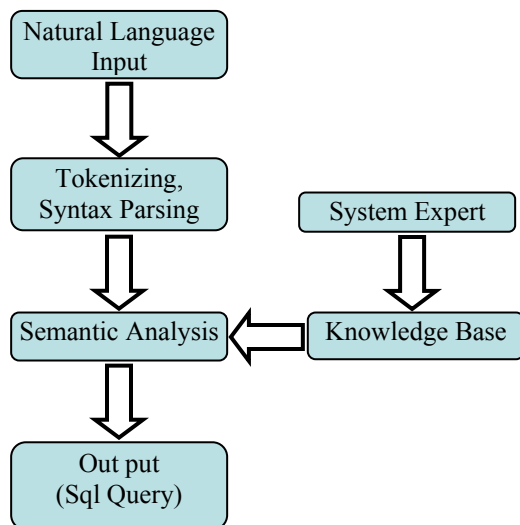 Natural Language
Input
Tokenizing,
Syntax Parsing
System Expert
Semantic Analysis
Knowledge Base
Out put
(Sql Query)